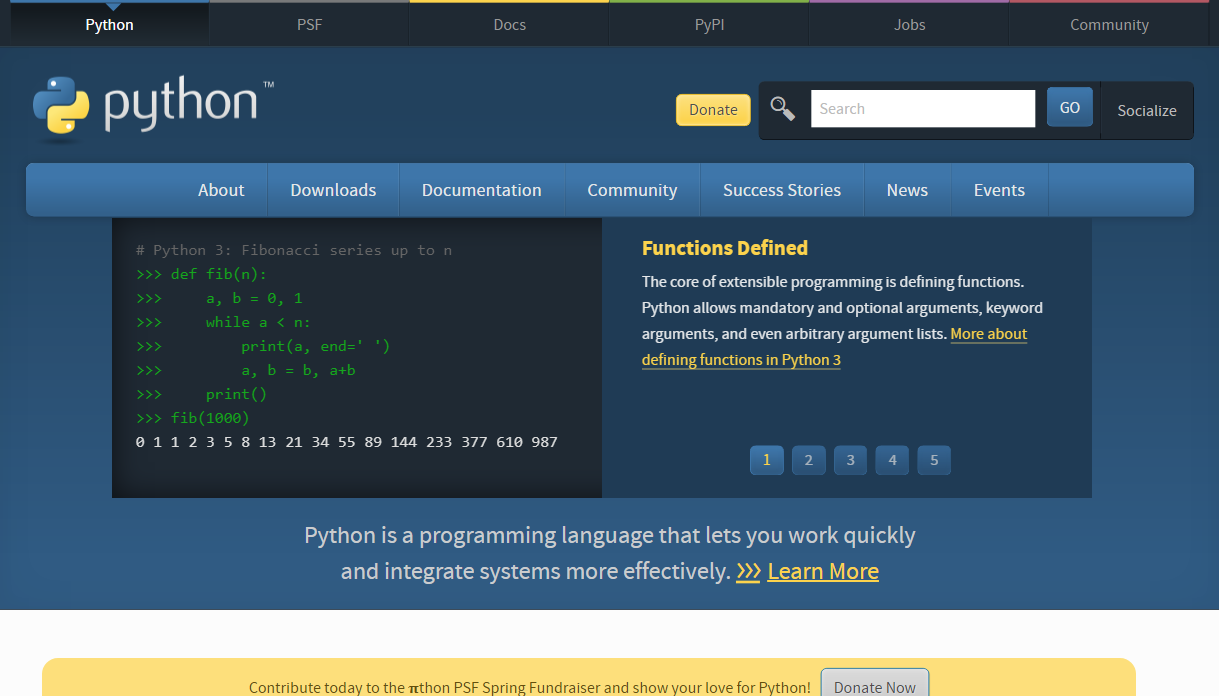 Python
PSF
Docs
PyPI
Jobs
Community
python™
Donate
Search
GO
Socialize
About
Downloads
Documentation
Community
Success Stories
News
Events
# Python 3: Fibonacci series up to n
>>> def fib(n):
>>>     a, b = 0, 1
>>>     while a < n:
>>>         print(a, end=' ')
>>>         a, b = b, a+b
>>>     print()
>>> fib(1000)
0 1 1 2 3 5 8 13 21 34 55 89 144 233 377 610 987
Functions Defined
The core of extensible programming is defining functions.
Python allows mandatory and optional arguments, keyword
arguments, and even arbitrary argument lists. More about
defining functions in Python 3
1
2
3
4
5
Python is a programming language that lets you work quickly
and integrate systems more effectively. >>> Learn More
Contribute today to the πthon PSF Spring Fundraiser and show your love for Python!
Donate Now